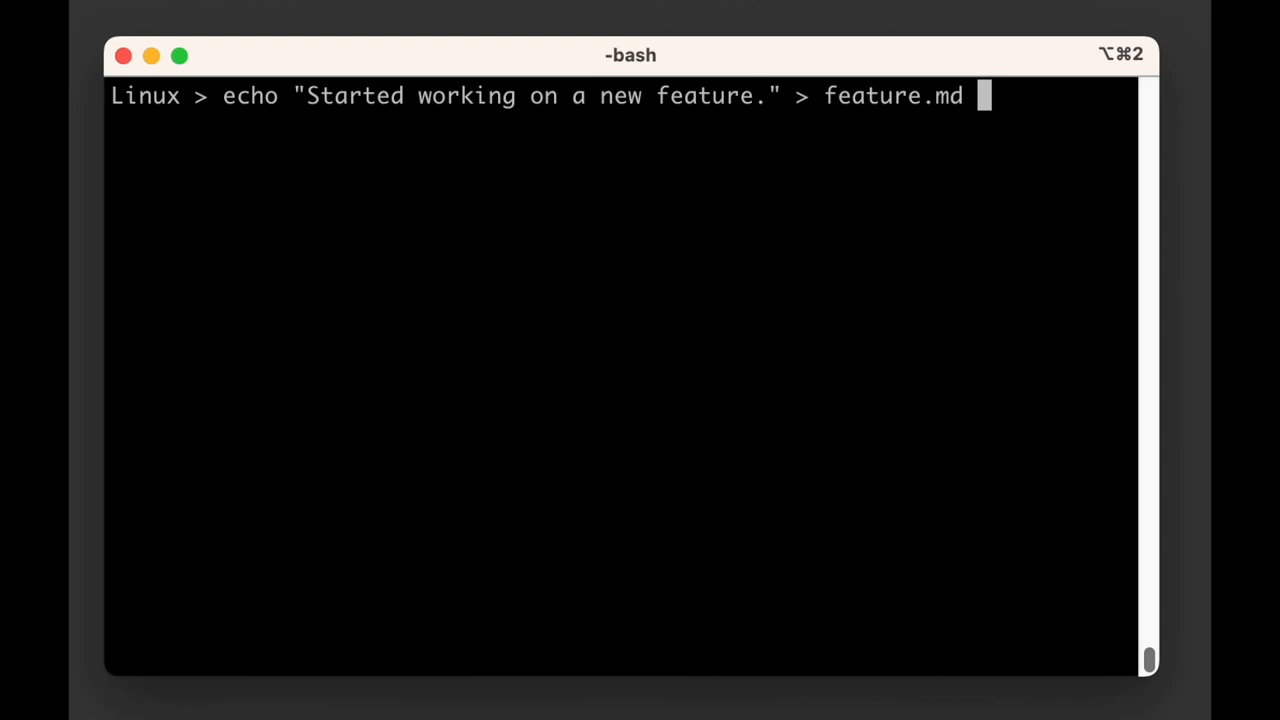 -bash
⌥⌘2
Linux > echo "Started working on a new feature." > feature.md